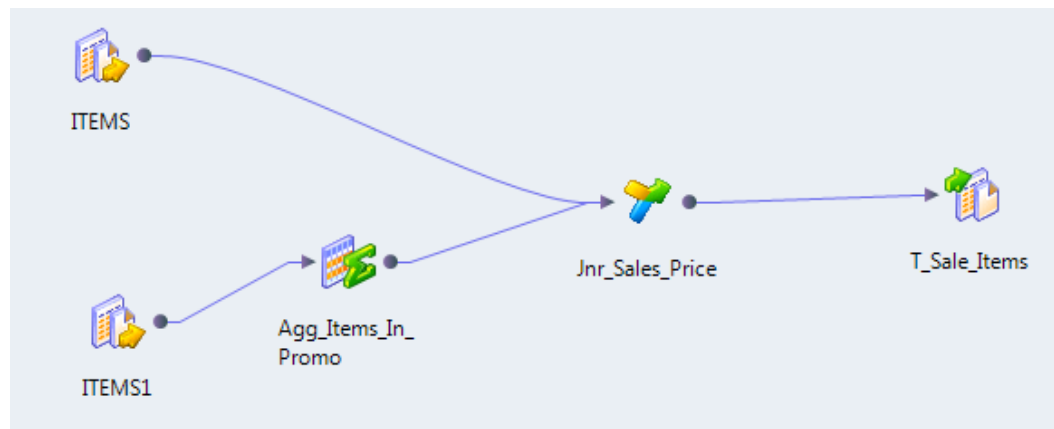 ITEMS
Jnr_Sales_Price
T_Sale_Items
Agg_Items_In_
Promo
ITEMS1